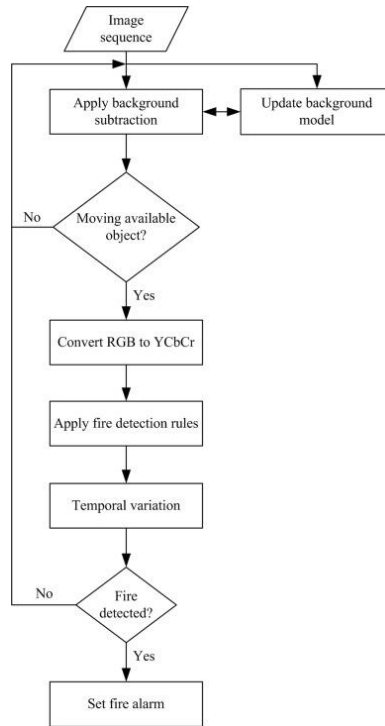 Image
sequence
Apply background
subtraction
Update background
model
No
Moving available
object?
Yes
Convert RGB to YCbCr
Apply fire detection rules
Temporal variation
No
Fire
detected?
Yes
Set fire alarm